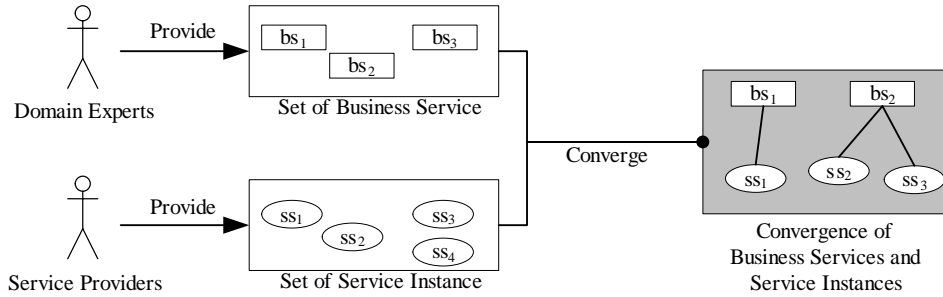 Provide
bs₁
bs₂
bs₃
Domain Experts
Set of Business Service
Converge
bs₁
bs₂
ss₁
ss₂
ss₃
Provide
ss₁
ss₂
ss₃
ss₄
Service Providers
Set of Service Instance
Convergence of
Business Services and
Service Instances